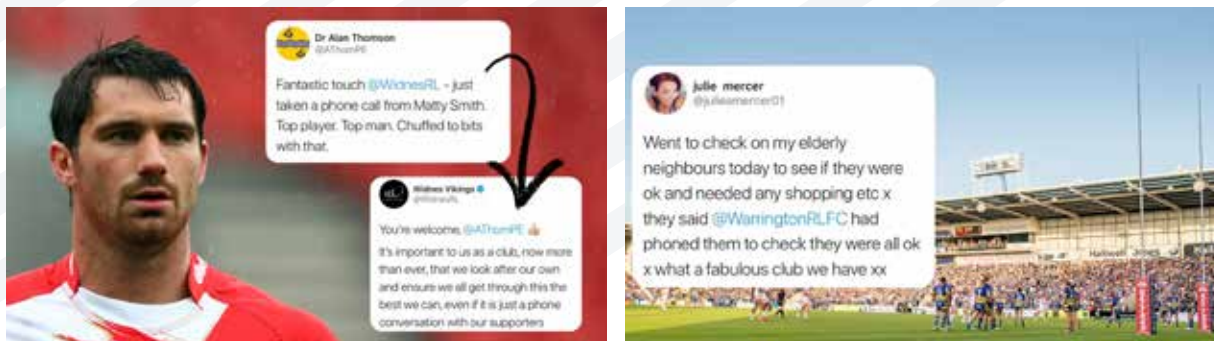 Dr Alan Thomson
@AThomPE
Fantastic touch @WidnesRL - just
taken a phone call from Matty Smith.
Top player. Top man. Chuffed to bits
with that.
Widnes Vikings
@WidnesRL
You're welcome, @AThomPE 👍🏻
It's important to us as a club, now more
than ever, that we look after our own
and ensure we all get through this the
best we can, even if it is just a phone
conversation with our supporters
julie mercer
@juliesmercer01
Went to check on my elderly
neighbours today to see if they were
ok and needed any shopping etc x
they said @WarringtonRLFC had
phoned them to check they were all ok
x what a fabulous club we have xx
Halliwell Jones